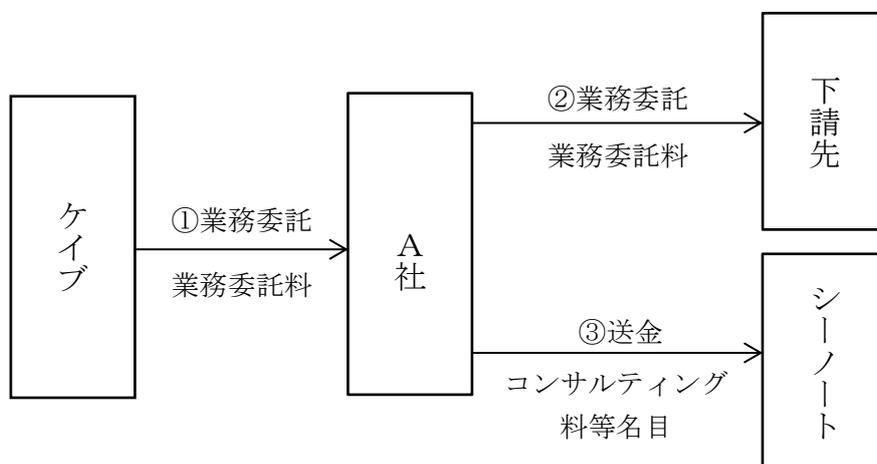 ケイブ
①業務委託
業務委託料
A社
②業務委託
業務委託料
下請先
③送金
コンサルティング
料等名目
シーノート